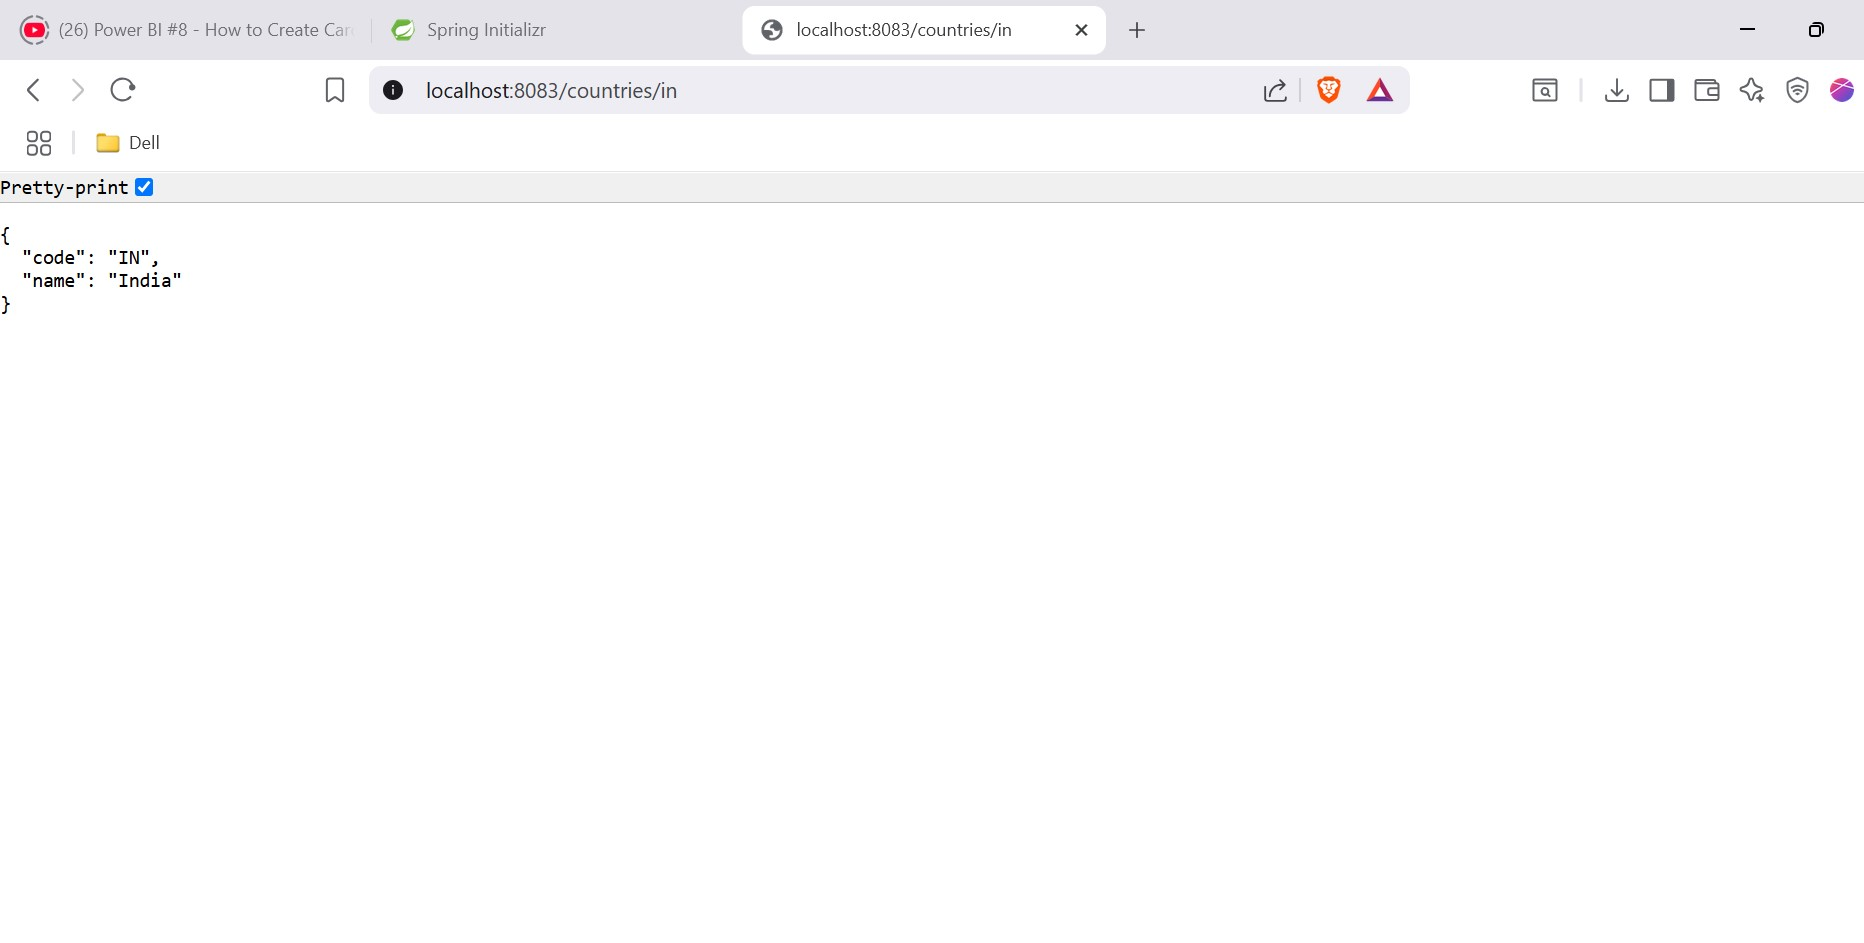 (26) Power BI #8 - How to Create Car
Spring Initializr
localhost:8083/countries/in
localhost:8083/countries/in
Dell
Pretty-print
{
  "code": "IN",
  "name": "India"
}